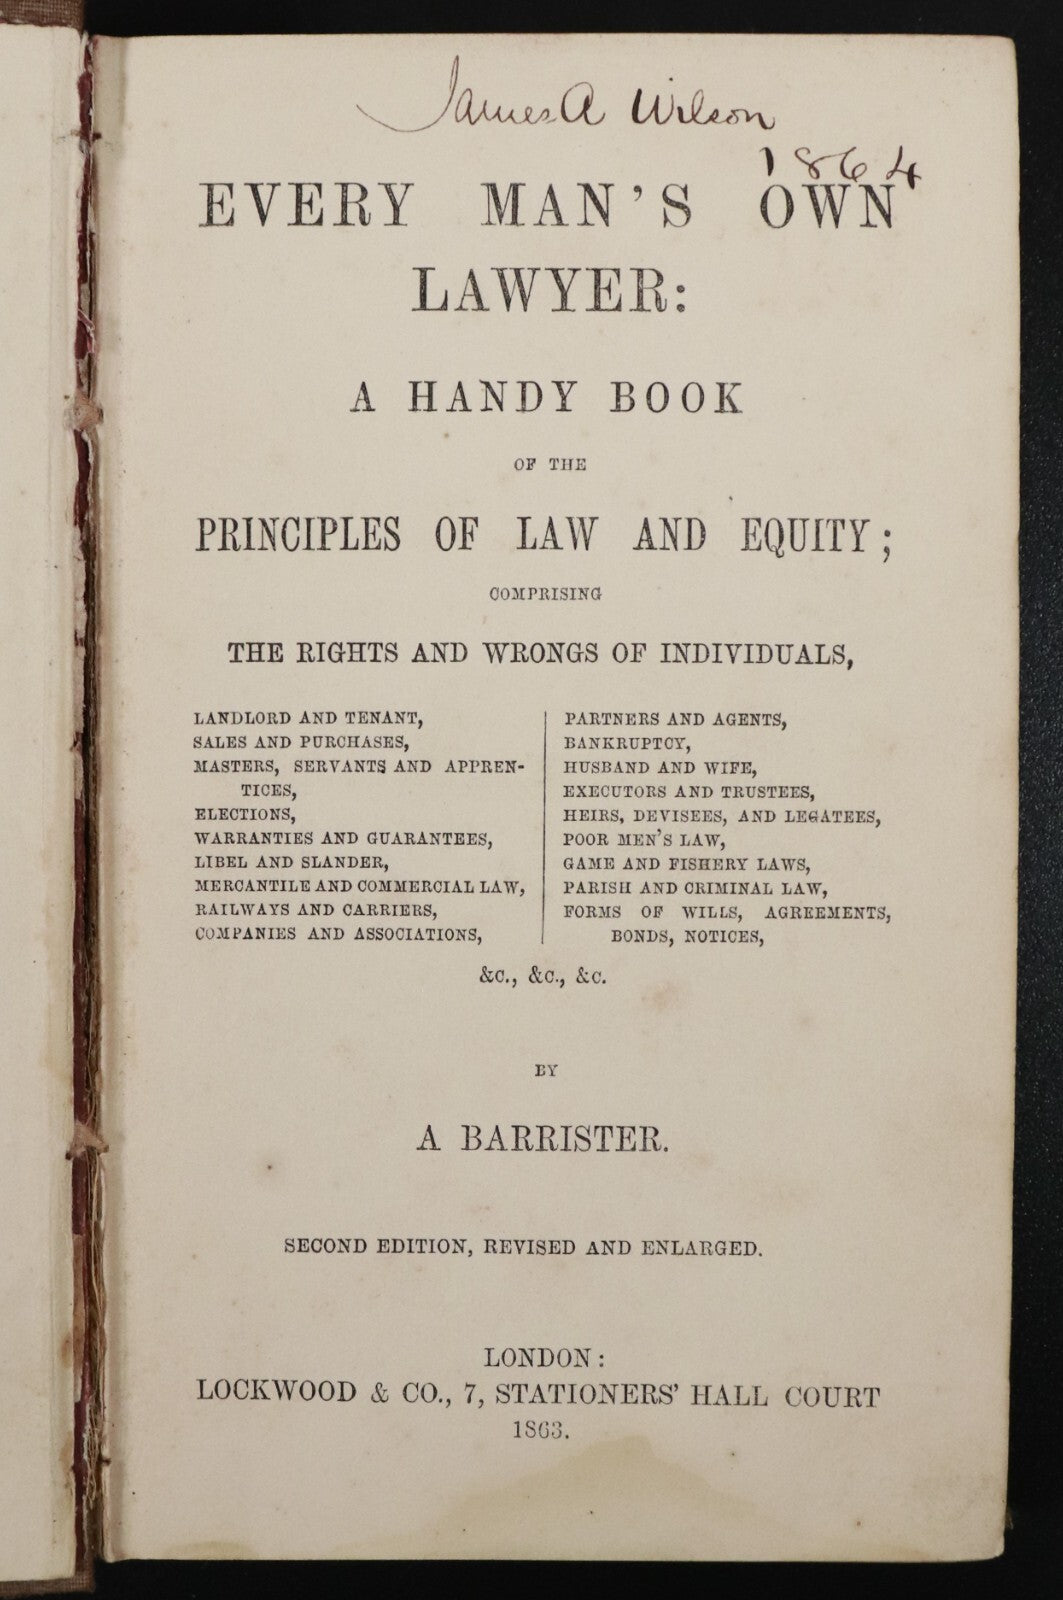 James A Wilson
1864
EVERY MAN'S OWN
LAWYER:
A HANDY BOOK
OF THE
PRINCIPLES OF LAW AND EQUITY;
COMPRISING
THE RIGHTS AND WRONGS OF INDIVIDUALS,
LANDLORD AND TENANT,
SALES AND PURCHASES,
MASTERS, SERVANTS AND APPREN-
TICES,
ELECTIONS,
WARRANTIES AND GUARANTEES,
LIBEL AND SLANDER,
MERCANTILE AND COMMERCIAL LAW,
RAILWAYS AND CARRIERS,
COMPANIES AND ASSOCIATIONS,
PARTNERS AND AGENTS,
BANKRUPTCY,
HUSBAND AND WIFE,
EXECUTORS AND TRUSTEES,
HEIRS, DEVISEES, AND LEGATEES,
POOR MEN'S LAW,
GAME AND FISHERY LAWS,
PARISH AND CRIMINAL LAW,
FORMS OF WILLS, AGREEMENTS,
BONDS, NOTICES,
&C., &C., &C.
BY
A BARRISTER.
SECOND EDITION, REVISED AND ENLARGED.
LONDON:
LOCKWOOD & CO., 7, STATIONERS' HALL COURT
1863.